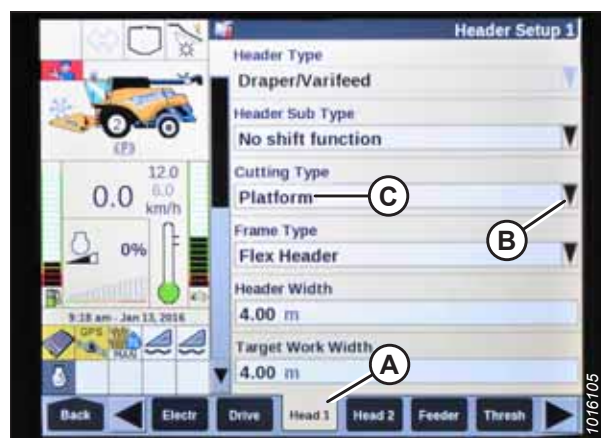 Header Setup 1
Header Type
Draper/Varifeed
Header Sub Type
No shift function
Cutting Type
Platform
C
B
Frame Type
Flex Header
Header Width
4.00 m
Target Work Width
4.00 m
A
2
(P)
12.0
0.0
6.0
km/h
0%
9:18 am - Jan 13, 2016
GPS
MAN
Back
Electr
Drive
Head 1
Head 2
Feeder
Thresh
1016105